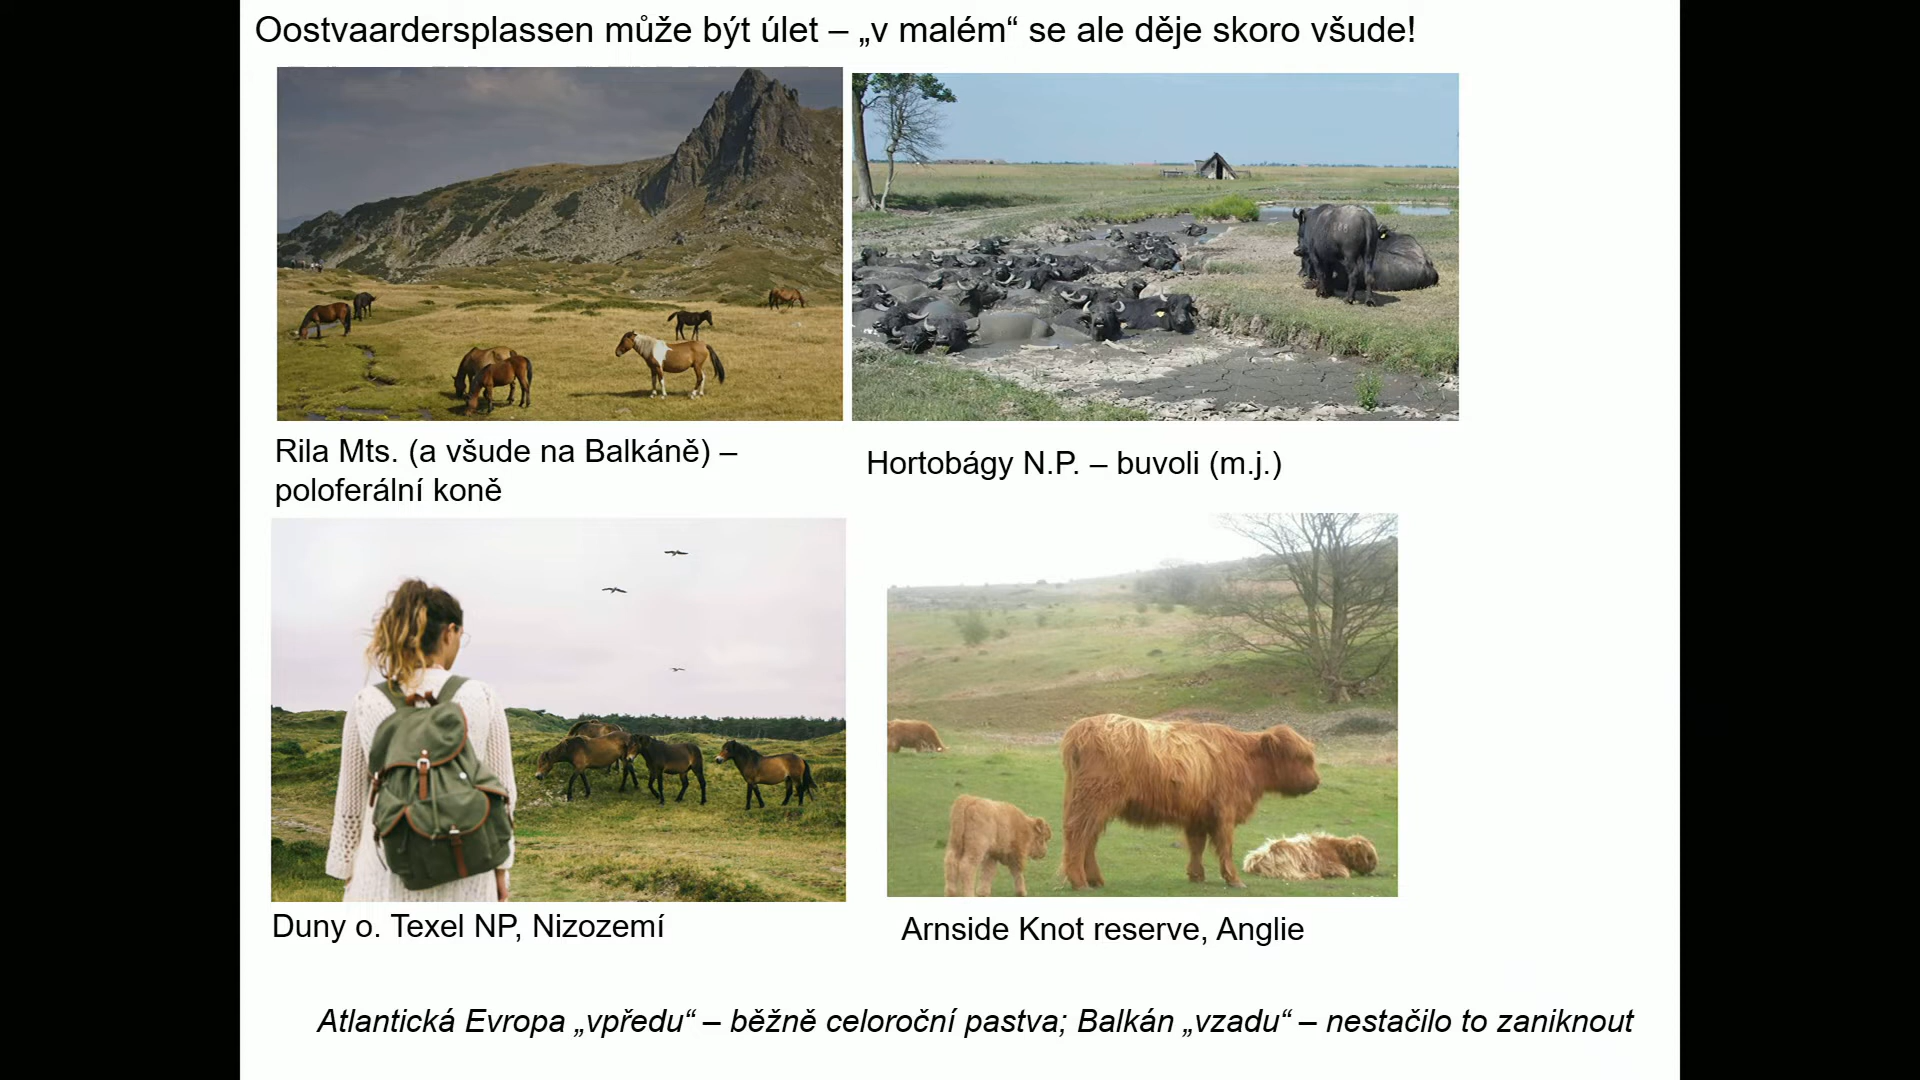 Oostvaardersplassen může být úlet – „v malém“ se ale děje skoro všude!
Rila Mts. (a všude na Balkáně) –
poloferální koně
Hortobágy N.P. – buvoli (m.j.)
Duny o. Texel NP, Nizozemí
Arnside Knot reserve, Anglie
Atlantická Evropa „vpředu“ – běžně celoroční pastva; Balkán „vzadu“ – nestačilo to zaniknout